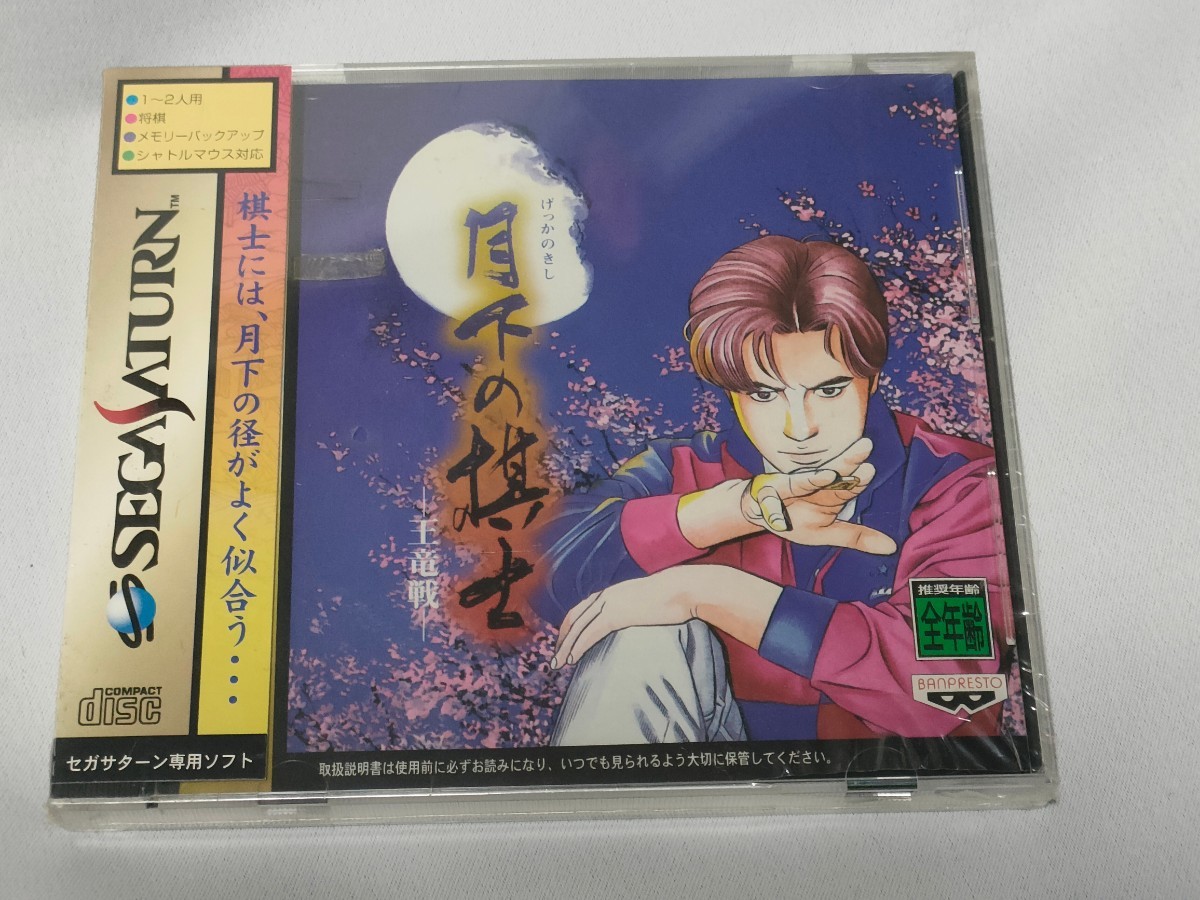 1〜2人用
将棋
メモリーバックアップ
シャトルマウス対応
SEGA SATURN™
COMPACT
disc
セガサターン専用ソフト
棋士には、月下の径がよく似合う・・・
げっかのきし
月下の棋士
―王竜戦―
推奨年齢
全年齢
BANPRESTO
取扱説明書は使用前に必ずお読みになり、いつでも見られるよう大切に保管してください。